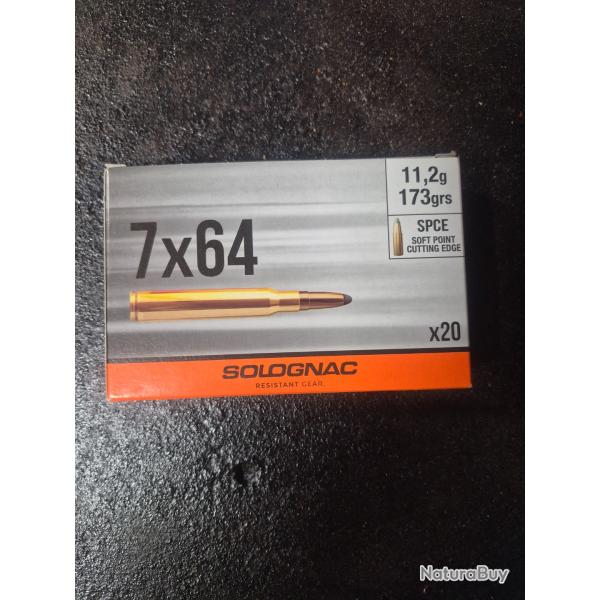 11,2g
173grs
7x64
SPCE
SOFT POINT
CUTTING EDGE
x20
SOLOGNAC
RESISTANT GEAR.
NaturaBuy